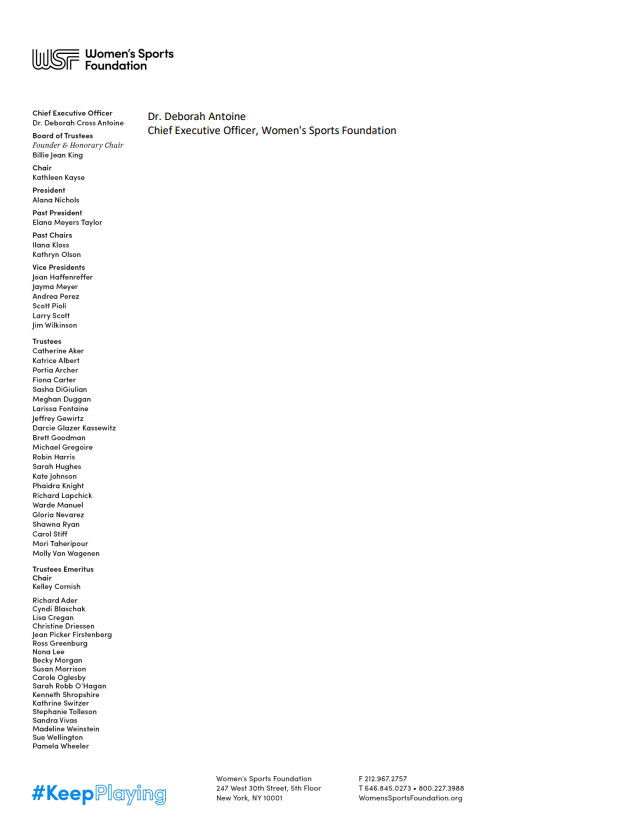 WSF Women's Sports
Foundation
Chief Executive Officer
Dr. Deborah Cross Antoine
Board of Trustees
Founder & Honorary Chair
Billie Jean King
Chair
Kathleen Kayse
President
Alana Nichols
Past President
Elana Meyers Taylor
Past Chairs
Ilana Kloss
Kathryn Olson
Vice Presidents
Joan Haffenreffer
Jayma Meyer
Andrea Perez
Scott Pioli
Larry Scott
Jim Wilkinson
Trustees
Catherine Aker
Katrice Albert
Portia Archer
Fiona Carter
Sasha DiGiulian
Meghan Duggan
Larissa Fontaine
Jeffrey Gewirtz
Darcie Glazer Kassewitz
Brett Goodman
Michael Gregoire
Robin Harris
Sarah Hughes
Kate Johnson
Phaidra Knight
Richard Lapchick
Warde Manuel
Gloria Nevarez
Shawna Ryan
Carol Stiff
Mori Taheripour
Molly Van Wagenen
Trustees Emeritus
Chair
Kelley Cornish
Richard Ader
Cyndi Blaschak
Lisa Cregan
Christine Driessen
Jean Picker Firstenberg
Ross Greenburg
Nona Lee
Becky Morgan
Susan Morrison
Carole Oglesby
Sarah Robb O'Hagan
Kenneth Shropshire
Kathrine Switzer
Stephanie Tolleson
Sandra Vivas
Madeline Weinstein
Sue Wellington
Pamela Wheeler
Dr. Deborah Antoine
Chief Executive Officer, Women's Sports Foundation
#KeepPlaying
Women's Sports Foundation
247 West 30th Street, 5th Floor
New York, NY 10001
F 212.967.2757
T 646.845.0273 • 800.227.3988
WomensSportsFoundation.org